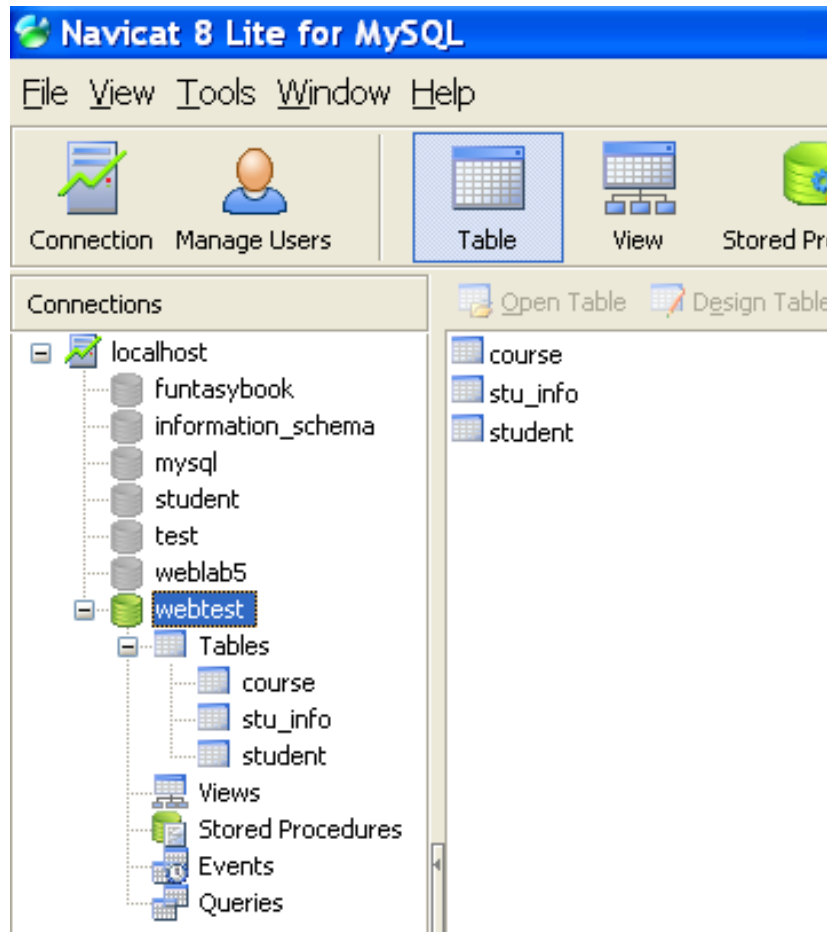 Navicat 8 Lite for MySQL
File View Tools Window Help
Connection Manage Users Table View Stored Pr
Connections
Open Table Design Table
localhost
funtasybook
information_schema
mysql
student
test
weblab5
webtest
Tables
course
stu_info
student
Views
Stored Procedures
Events
Queries
course
stu_info
student